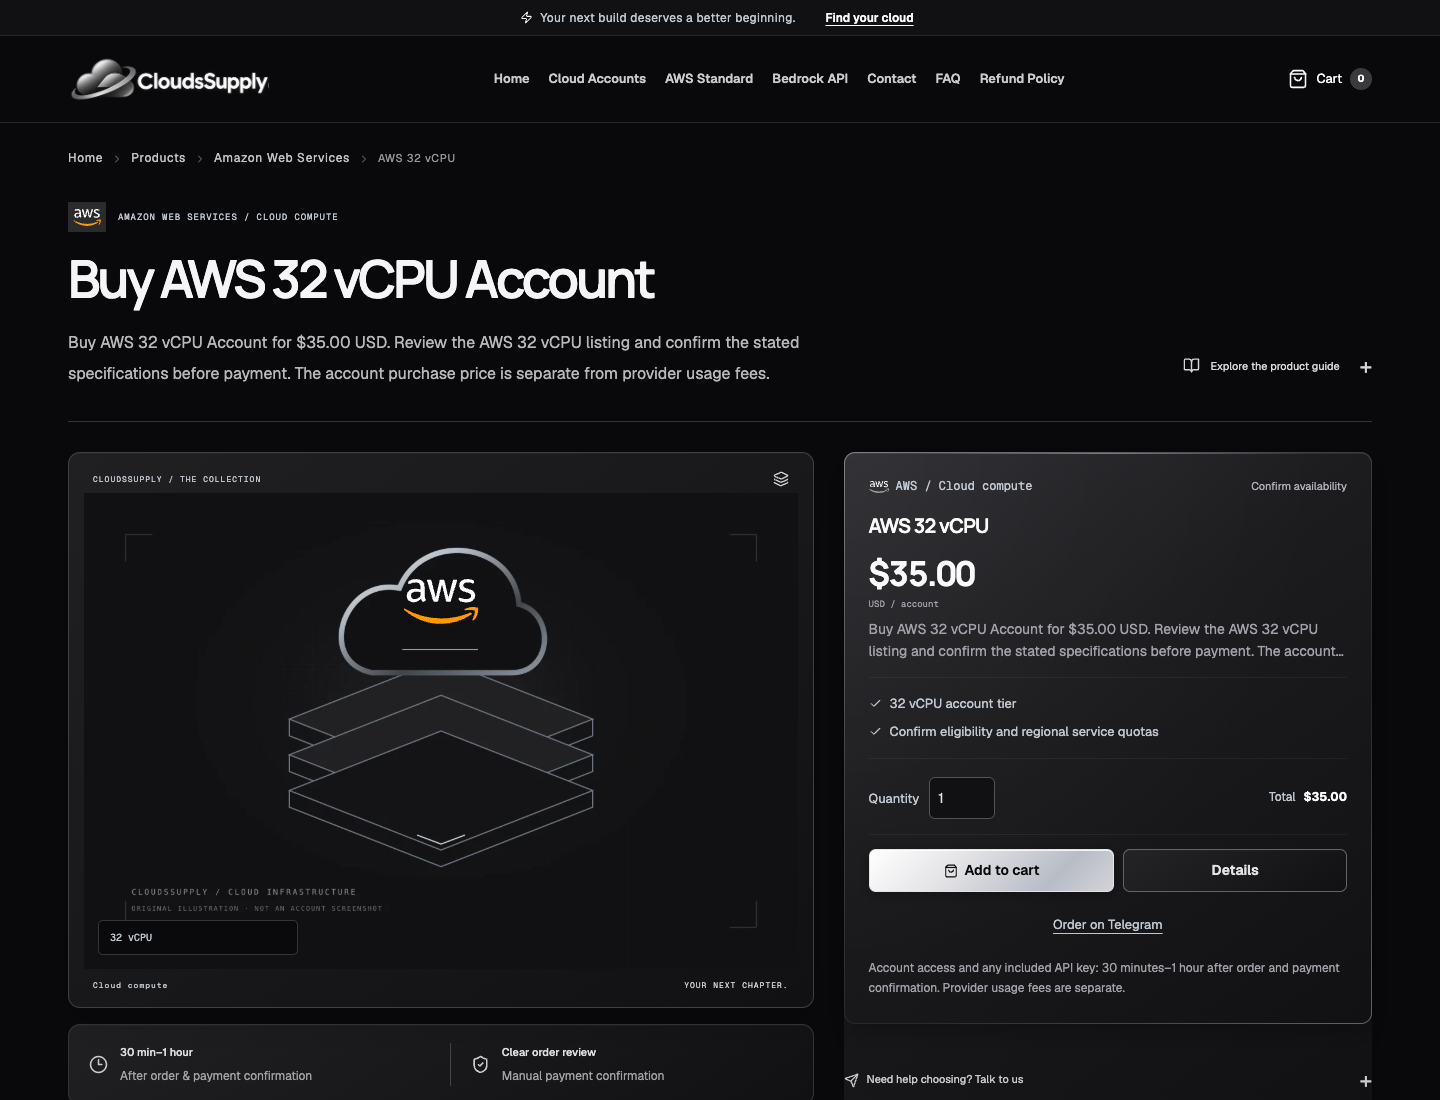 Your next build deserves a better beginning. Find your cloud
CloudsSupply
Home Cloud Accounts AWS Standard Bedrock API Contact FAQ Refund Policy
Cart 0
Home > Products > Amazon Web Services > AWS 32 vCPU
aws AMAZON WEB SERVICES / CLOUD COMPUTE
Buy AWS 32 vCPU Account
Buy AWS 32 vCPU Account for $35.00 USD. Review the AWS 32 vCPU listing and confirm the stated
specifications before payment. The account purchase price is separate from provider usage fees.
Explore the product guide +
CLOUDSSUPPLY / THE COLLECTION
aws
CLOUDSSUPPLY / CLOUD INFRASTRUCTURE
ORIGINAL ILLUSTRATION · NOT AN ACCOUNT SCREENSHOT
32 vCPU
Cloud compute YOUR NEXT CHAPTER.
30 min–1 hour
After order & payment confirmation
Clear order review
Manual payment confirmation
aws AWS / Cloud compute Confirm availability
AWS 32 vCPU
$35.00
USD / account
Buy AWS 32 vCPU Account for $35.00 USD. Review the AWS 32 vCPU
listing and confirm the stated specifications before payment. The account...
32 vCPU account tier
Confirm eligibility and regional service quotas
Quantity 1 Total $35.00
Add to cart Details
Order on Telegram
Account access and any included API key: 30 minutes–1 hour after order and payment
confirmation. Provider usage fees are separate.
Need help choosing? Talk to us +